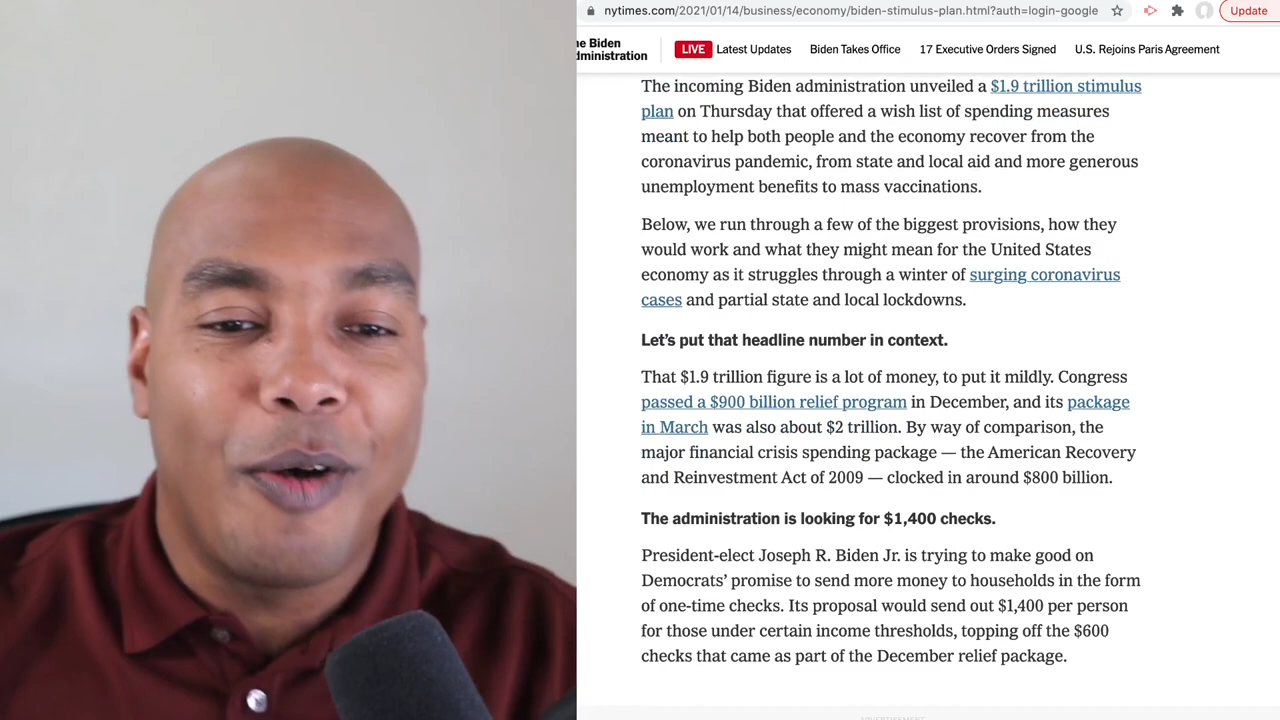 nytimes.com/2021/01/14/business/economy/biden-stimulus-plan.html?auth=login-google
Update
Biden
LIVE Latest Updates Biden Takes Office 17 Executive Orders Signed U.S. Rejoins Paris Agreement
The incoming Biden administration unveiled a $1.9 trillion stimulus
plan on Thursday that offered a wish list of spending measures
meant to help both people and the economy recover from the
coronavirus pandemic, from state and local aid and more generous
unemployment benefits to mass vaccinations.
Below, we run through a few of the biggest provisions, how they
would work and what they might mean for the United States
economy as it struggles through a winter of surging coronavirus
cases and partial state and local lockdowns.
Let’s put that headline number in context.
That $1.9 trillion figure is a lot of money, to put it mildly. Congress
passed a $900 billion relief program in December, and its package
in March was also about $2 trillion. By way of comparison, the
major financial crisis spending package — the American Recovery
and Reinvestment Act of 2009 — clocked in around $800 billion.
The administration is looking for $1,400 checks.
President-elect Joseph R. Biden Jr. is trying to make good on
Democrats’ promise to send more money to households in the form
of one-time checks. Its proposal would send out $1,400 per person
for those under certain income thresholds, topping off the $600
checks that came as part of the December relief package.